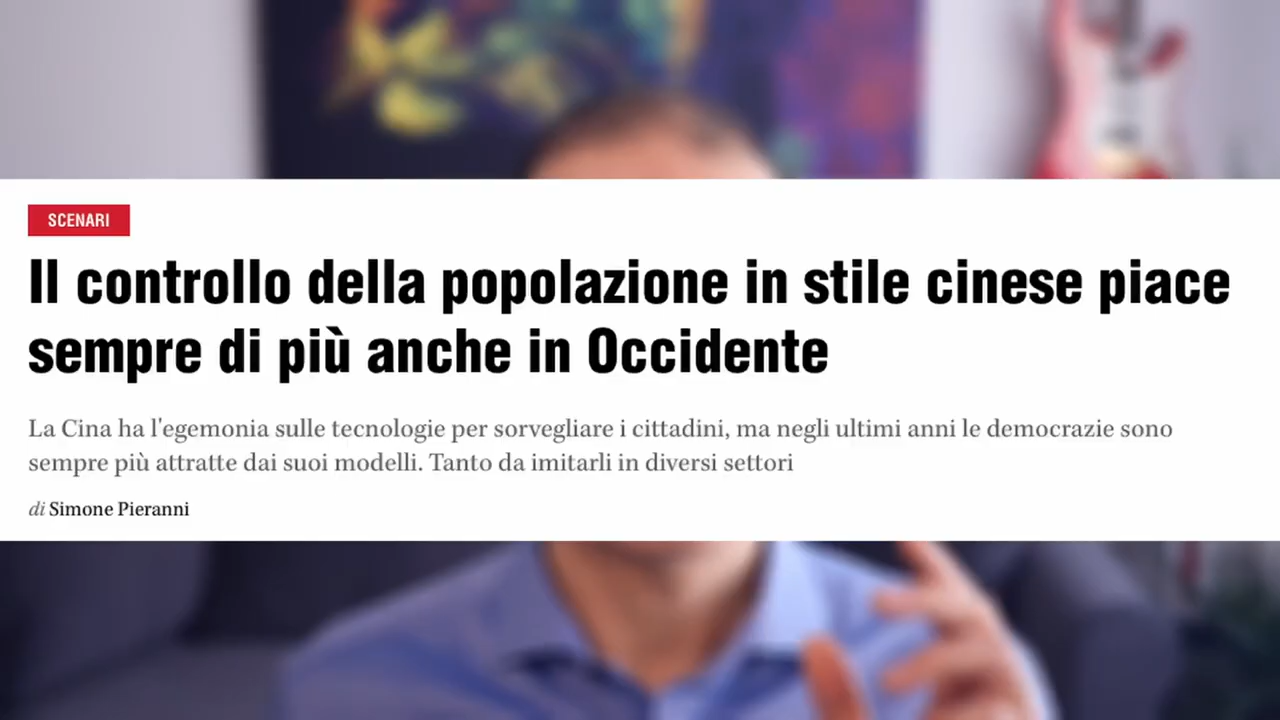 SCENARI
Il controllo della popolazione in stile cinese piace
sempre di più anche in Occidente
La Cina ha l'egemonia sulle tecnologie per sorvegliare i cittadini, ma negli ultimi anni le democrazie sono
sempre più attratte dai suoi modelli. Tanto da imitarli in diversi settori
di Simone Pieranni